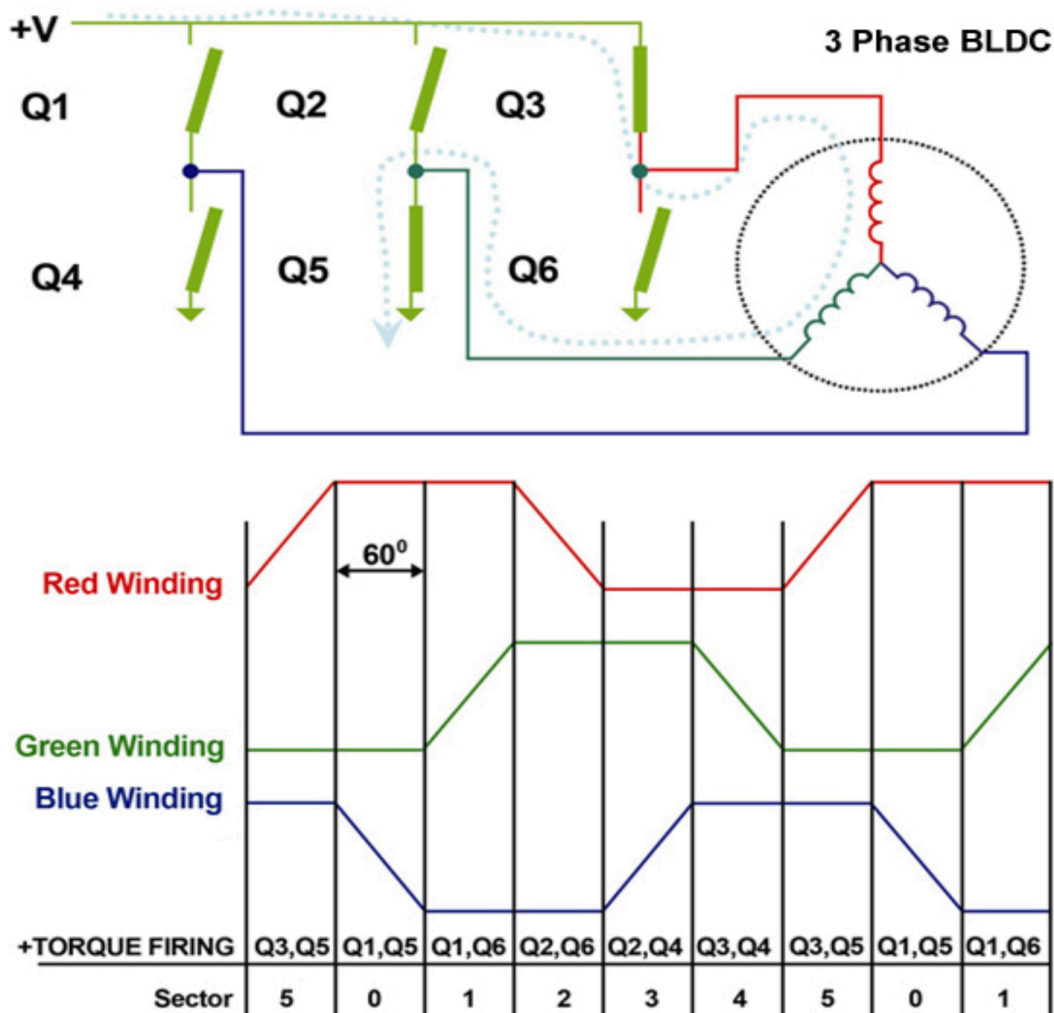 +V
3 Phase BLDC
Q1 Q2 Q3
Q4 Q5 Q6
60⁰
Red Winding
Green Winding
Blue Winding
+TORQUE FIRING Q3,Q5 Q1,Q5 Q1,Q6 Q2,Q6 Q2,Q4 Q3,Q4 Q3,Q5 Q1,Q5 Q1,Q6
Sector 5 0 1 2 3 4 5 0 1